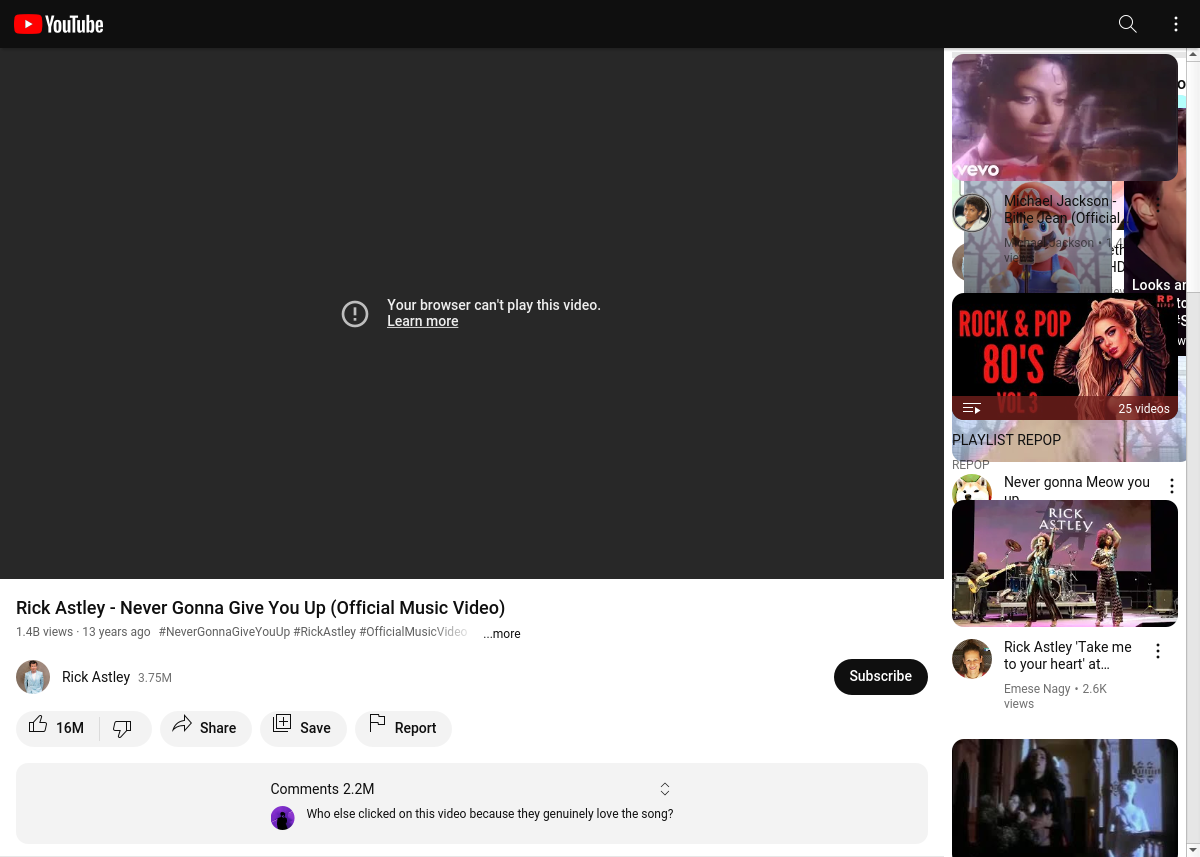 YouTube
Your browser can't play this video.
Learn more
Rick Astley - Never Gonna Give You Up (Official Music Video)
1.4B views · 13 years ago #NeverGonnaGiveYouUp #RickAstley #OfficialMusicVideo ...more
Rick Astley 3.75M
Subscribe
16M
Share
Save
Report
Comments 2.2M
Who else clicked on this video because they genuinely love the song?
vevo
Michael Jackson -
Billie Jean (Official
Michael Jackson •
views
Looks
RP
ROCK & POP
80'S
VOL 3
25 videos
PLAYLIST REPOP
REPOP
Never gonna Meow you
up
RICK
ASTLEY
Rick Astley 'Take me
to your heart' at...
Emese Nagy • 2.6K
views